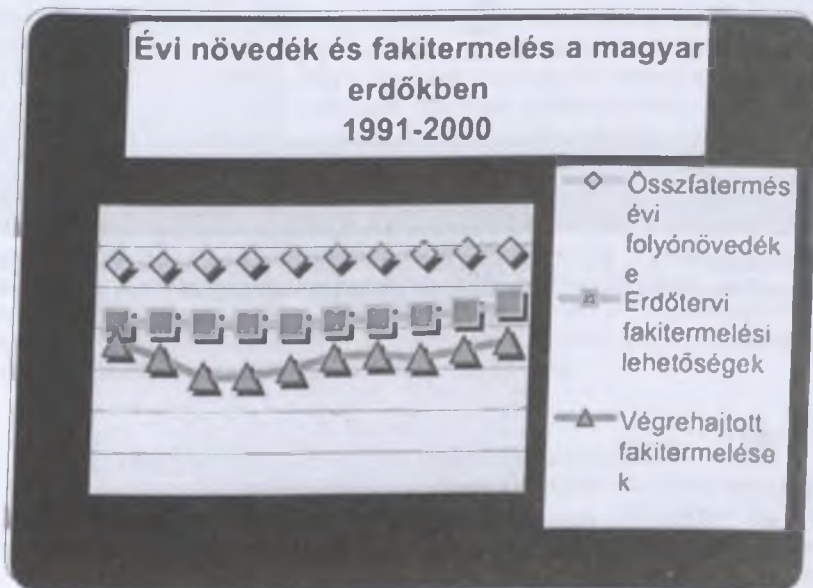 Évi növedék és fakitermelés a magyar
erdőkben
1991-2000
Összfatermés
évi
folyónövedék
e
Erdőtervi
fakitermelési
lehetőségek
Végrehajtott
fakitermelése
k